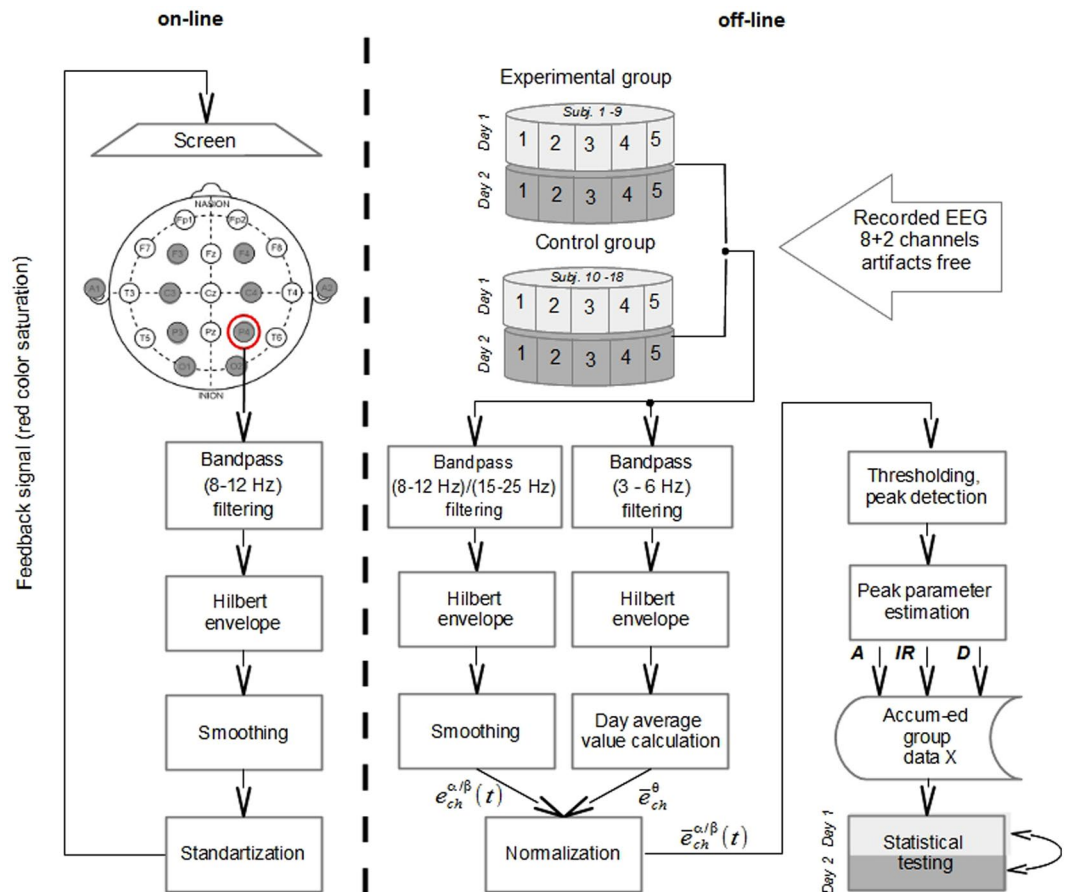 on-line
off-line
Feedback signal (red color saturation)
Screen
NASION
Fp1 Fp2
F7 F3 Fz F4 F8
A1 T3 C3 Cz C4 T4 A2
T5 P3 Pz P4 T6
O1 O2
INION
Bandpass
(8-12 Hz)
filtering
Hilbert
envelope
Smoothing
Standartization
Experimental group
Subj. 1 -9
Day 1
1 2 3 4 5
Day 2
1 2 3 4 5
Control group
Subj. 10 -18
Day 1
1 2 3 4 5
Day 2
1 2 3 4 5
Recorded EEG
8+2 channels
artifacts free
Bandpass
(8-12 Hz)/(15-25 Hz)
filtering
Hilbert
envelope
Smoothing
e_ch^α/β (t)
Bandpass
(3 - 6 Hz)
filtering
Hilbert
envelope
Day average
value calculation
ē_ch^θ
Normalization
ē_ch^α/β (t)
Thresholding,
peak detection
Peak parameter
estimation
A IR D
Accum-ed
group
data X
Day 1
Day 2
Statistical
testing